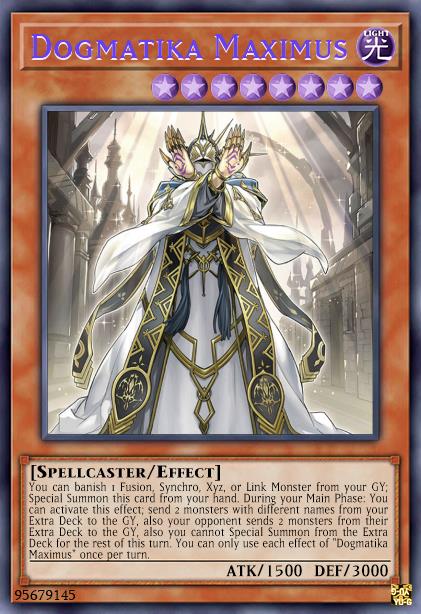 Dogmatika Maximus
LIGHT
光
[Spellcaster/Effect]
You can banish 1 Fusion, Synchro, Xyz, or Link Monster from your GY;
Special Summon this card from your hand. During your Main Phase: You
can activate this effect; send 2 monsters with different names from your
Extra Deck to the GY, also your opponent sends 2 monsters from their
Extra Deck to the GY, also you cannot Special Summon from the Extra
Deck for the rest of this turn. You can only use each effect of "Dogmatika
Maximus" once per turn.
ATK/1500 DEF/3000
95679145